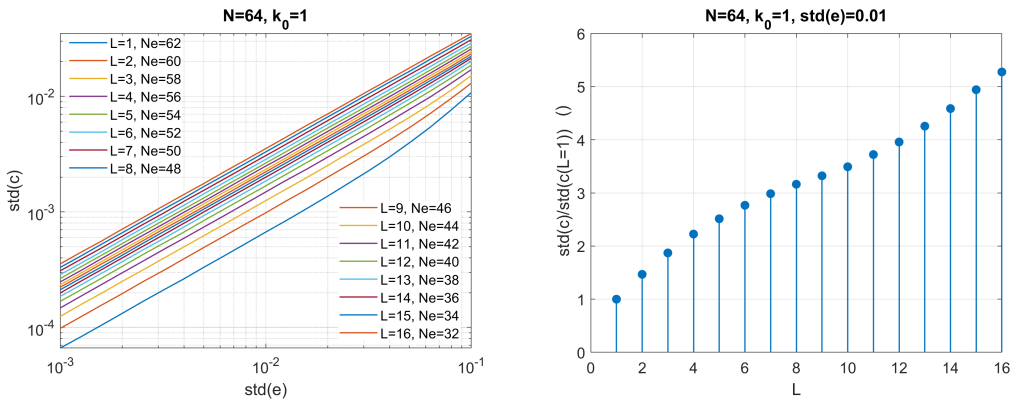 N=64, k0=1
L=1, Ne=62
L=2, Ne=60
L=3, Ne=58
L=4, Ne=56
L=5, Ne=54
L=6, Ne=52
L=7, Ne=50
L=8, Ne=48
L=9, Ne=46
L=10, Ne=44
L=11, Ne=42
L=12, Ne=40
L=13, Ne=38
L=14, Ne=36
L=15, Ne=34
L=16, Ne=32
10-2
10-3
10-4
std(c)
10-3 10-2 10-1
std(e)
N=64, k0=1, std(e)=0.01
6
5
4
3
2
1
0
std(c)/std(c(L=1)) ()
0 2 4 6 8 10 12 14 16
L